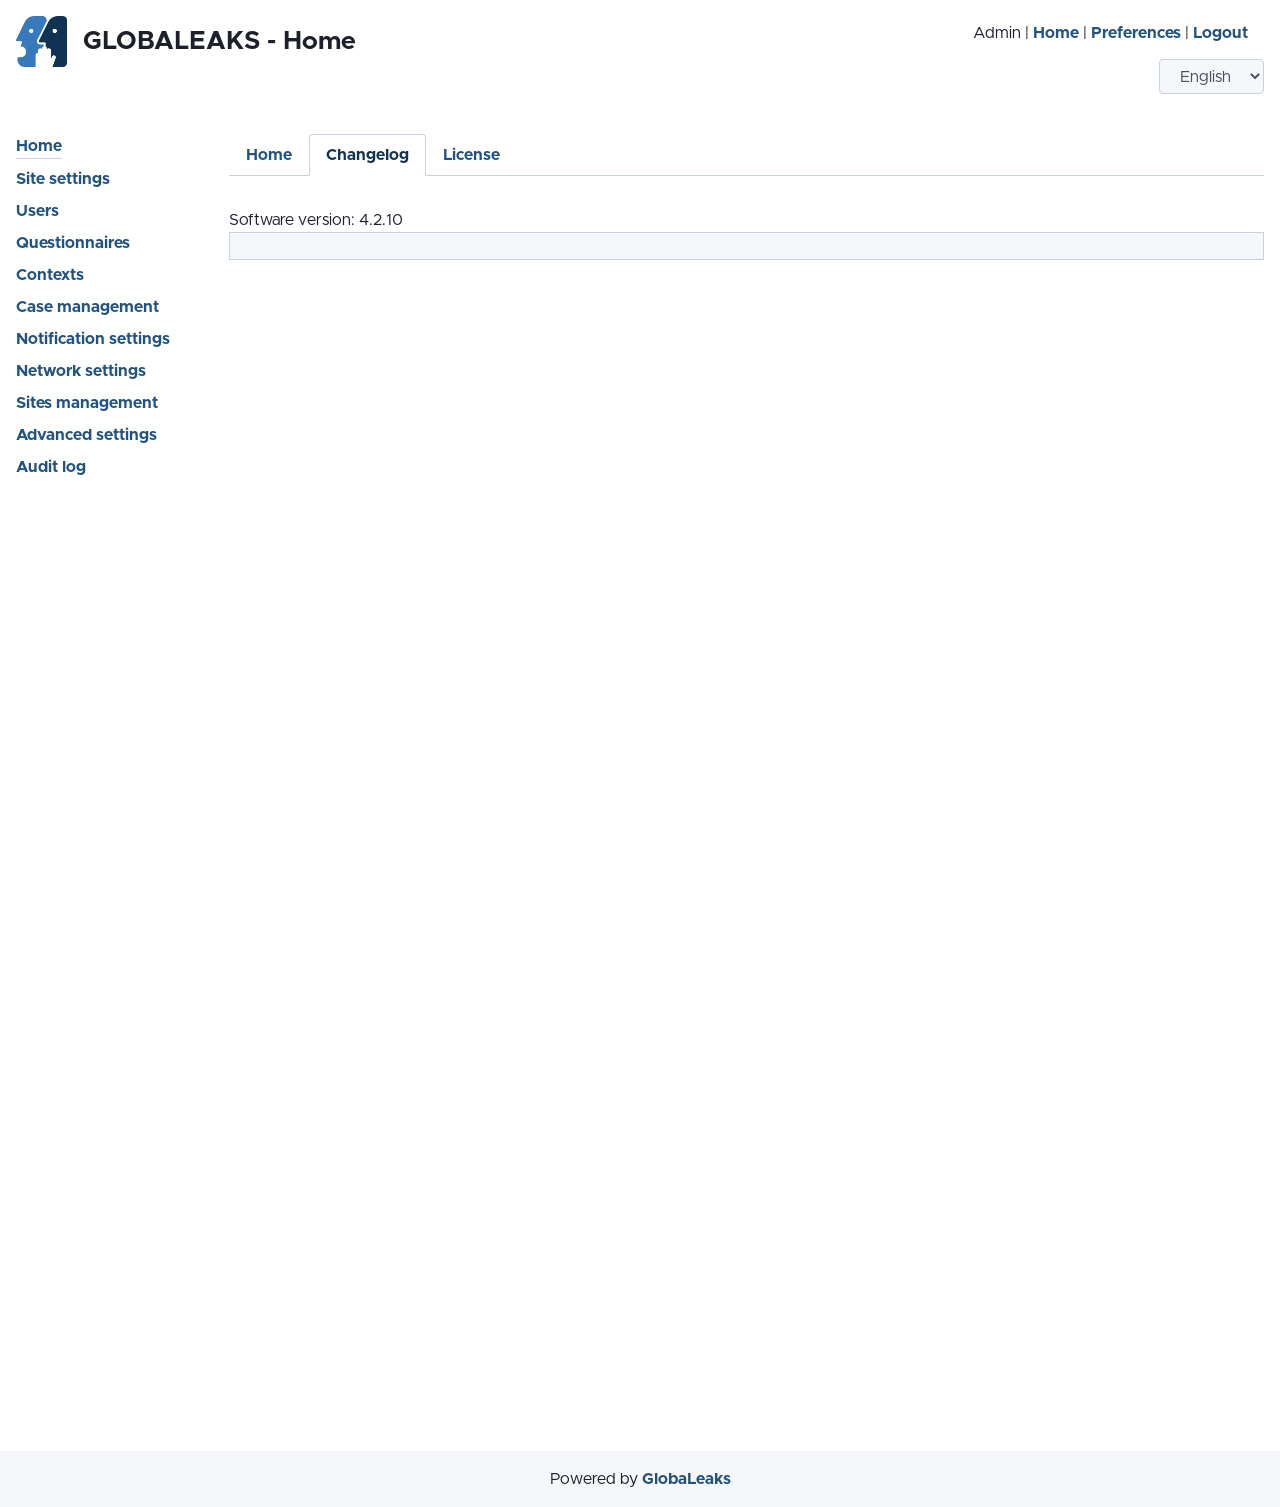 GLOBALEAKS - Home
Admin | Home | Preferences | Logout
English
Home
Site settings
Users
Questionnaires
Contexts
Case management
Notification settings
Network settings
Sites management
Advanced settings
Audit log
Home Changelog License
Software version: 4.2.10
Powered by GlobaLeaks